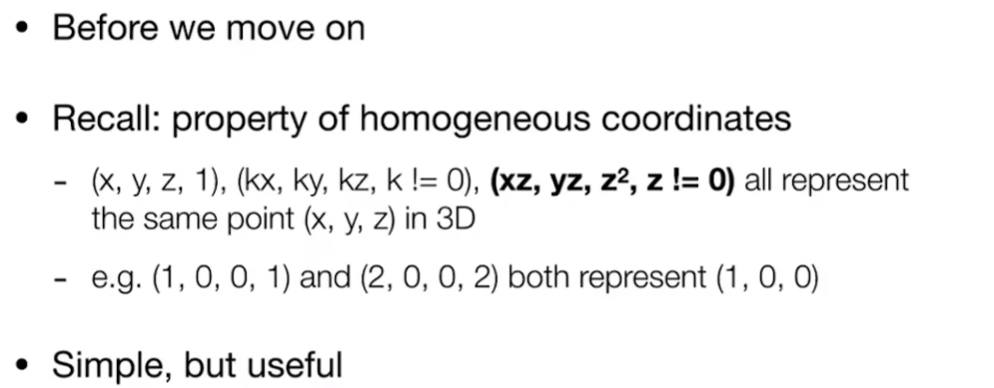 • Before we move on
• Recall: property of homogeneous coordinates
- (x, y, z, 1), (kx, ky, kz, k != 0), (xz, yz, z², z != 0) all represent
the same point (x, y, z) in 3D
- e.g. (1, 0, 0, 1) and (2, 0, 0, 2) both represent (1, 0, 0)
• Simple, but useful